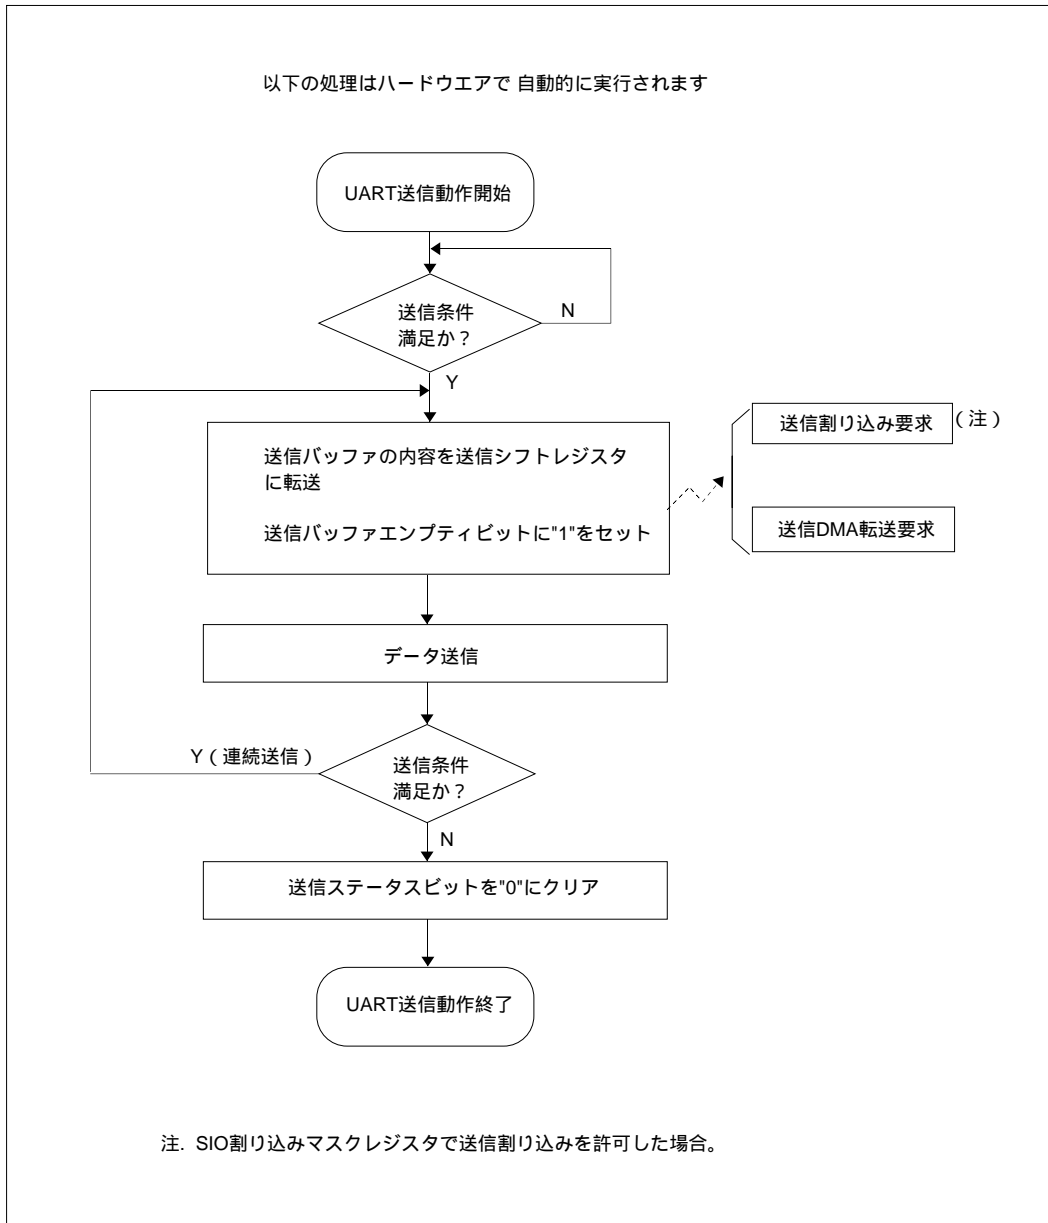 以下の処理はハードウエアで 自動的に実行されます
UART送信動作開始
送信条件
満足か？
N
Y
送信バッファの内容を送信シフトレジスタ
に転送
送信バッファエンプティビットに"1"をセット
送信割り込み要求
（注）
送信DMA転送要求
データ送信
Y（連続送信）
送信条件
満足か？
N
送信ステータスビットを"0"にクリア
UART送信動作終了
注. SIO割り込みマスクレジスタで送信割り込みを許可した場合。